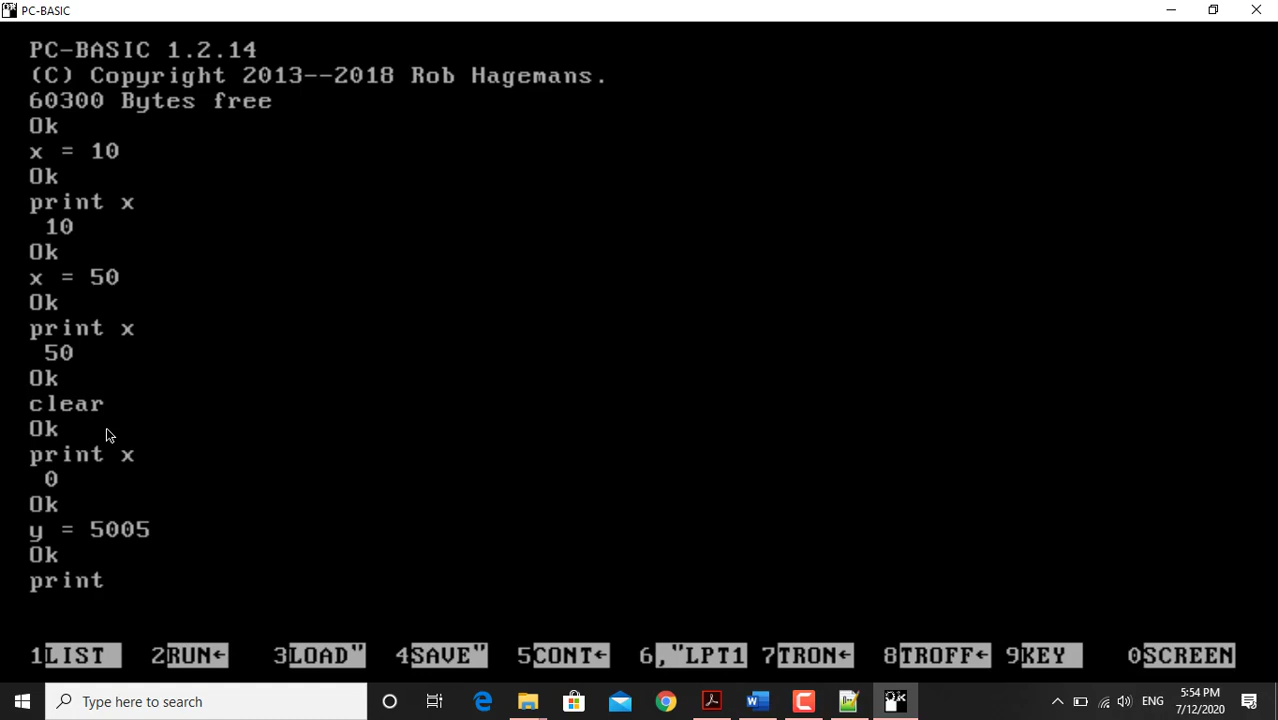 PC-BASIC
PC-BASIC 1.2.14
(C) Copyright 2013--2018 Rob Hagemans.
60300 Bytes free
Ok
x = 10
Ok
print x
10
Ok
x = 50
Ok
print x
50
Ok
clear
Ok
print x
0
Ok
y = 5005
Ok
print
1LIST 2RUN← 3LOAD" 4SAVE" 5CONT← 6,"LPT1 7TRON← 8TROFF← 9KEY 0SCREEN
Type here to search
ENG
5:54 PM
7/12/2020